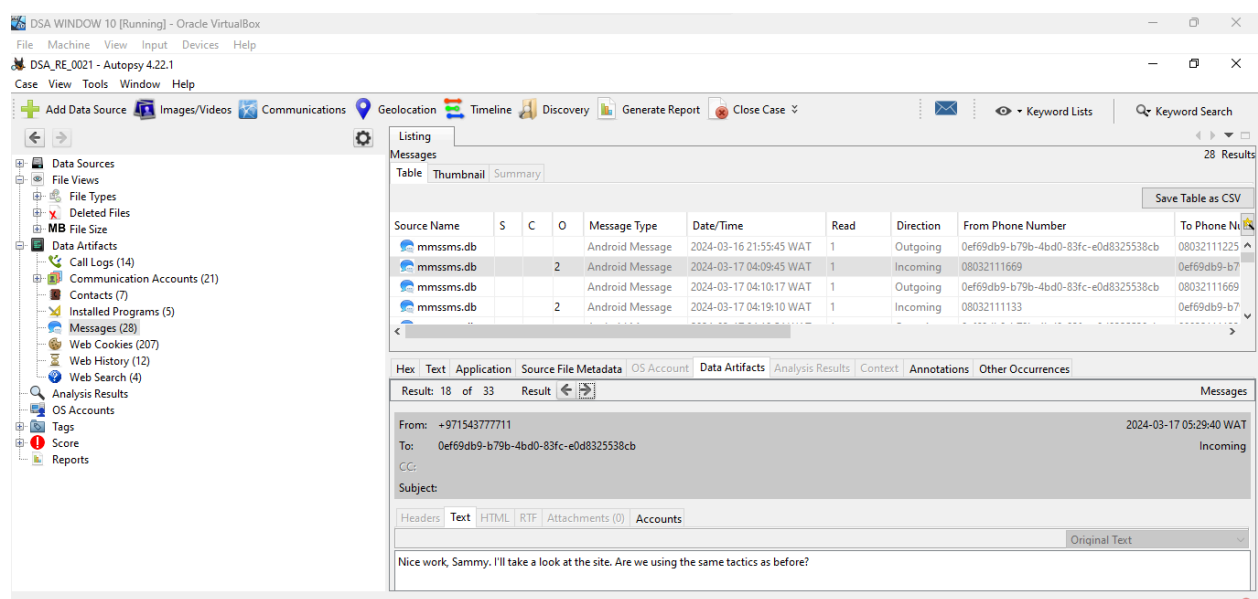 DSA WINDOW 10 [Running] - Oracle VirtualBox
File Machine View Input Devices Help
DSA_RE_0021 - Autopsy 4.22.1
Case View Tools Window Help
Add Data Source Images/Videos Communications Geolocation Timeline Discovery Generate Report Close Case Keyword Lists Keyword Search
Data Sources
File Views
File Types
Deleted Files
MB File Size
Data Artifacts
Call Logs (14)
Communication Accounts (21)
Contacts (7)
Installed Programs (5)
Messages (28)
Web Cookies (207)
Web History (12)
Web Search (4)
Analysis Results
OS Accounts
Tags
Score
Reports
Listing
Messages 28 Results
Table Thumbnail Summary
Save Table as CSV
Source Name S C O Message Type Date/Time Read Direction From Phone Number To Phone Nu
mmssms.db Android Message 2024-03-16 21:55:45 WAT 1 Outgoing 0ef69db9-b79b-4bd0-83fc-e0d8325538cb 08032111225
mmssms.db 2 Android Message 2024-03-17 04:09:45 WAT 1 Incoming 08032111669 0ef69db9-b7
mmssms.db Android Message 2024-03-17 04:10:17 WAT 1 Outgoing 0ef69db9-b79b-4bd0-83fc-e0d8325538cb 08032111669
mmssms.db 2 Android Message 2024-03-17 04:19:10 WAT 1 Incoming 08032111133 0ef69db9-b7
Hex Text Application Source File Metadata OS Account Data Artifacts Analysis Results Context Annotations Other Occurrences
Result: 18 of 33 Result Messages
From: +971543777711 2024-03-17 05:29:40 WAT
To: 0ef69db9-b79b-4bd0-83fc-e0d8325538cb Incoming
CC:
Subject:
Headers Text HTML RTF Attachments (0) Accounts
Original Text
Nice work, Sammy. I'll take a look at the site. Are we using the same tactics as before?